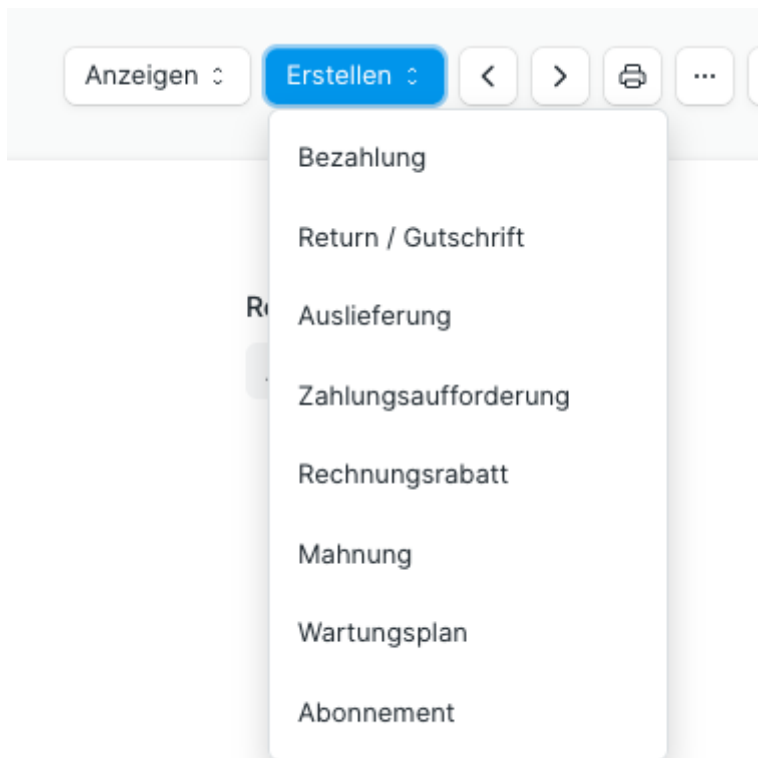 Anzeigen
Erstellen
Bezahlung
Return / Gutschrift
Auslieferung
Zahlungsaufforderung
Rechnungsrabatt
Mahnung
Wartungsplan
Abonnement